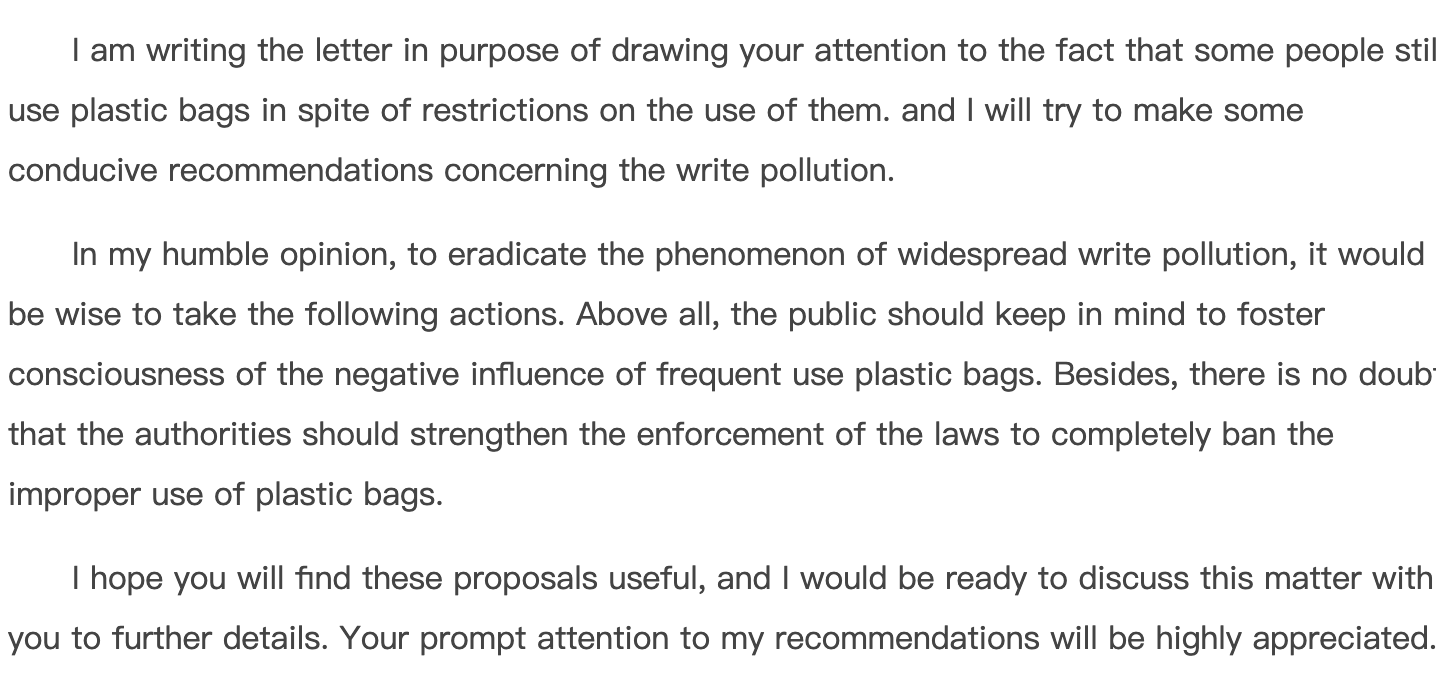 I am writing the letter in purpose of drawing your attention to the fact that some people stil
use plastic bags in spite of restrictions on the use of them. and I will try to make some
conducive recommendations concerning the write pollution.
In my humble opinion, to eradicate the phenomenon of widespread write pollution, it would
be wise to take the following actions. Above all, the public should keep in mind to foster
consciousness of the negative influence of frequent use plastic bags. Besides, there is no doubt
that the authorities should strengthen the enforcement of the laws to completely ban the
improper use of plastic bags.
I hope you will find these proposals useful, and I would be ready to discuss this matter with
you to further details. Your prompt attention to my recommendations will be highly appreciated.